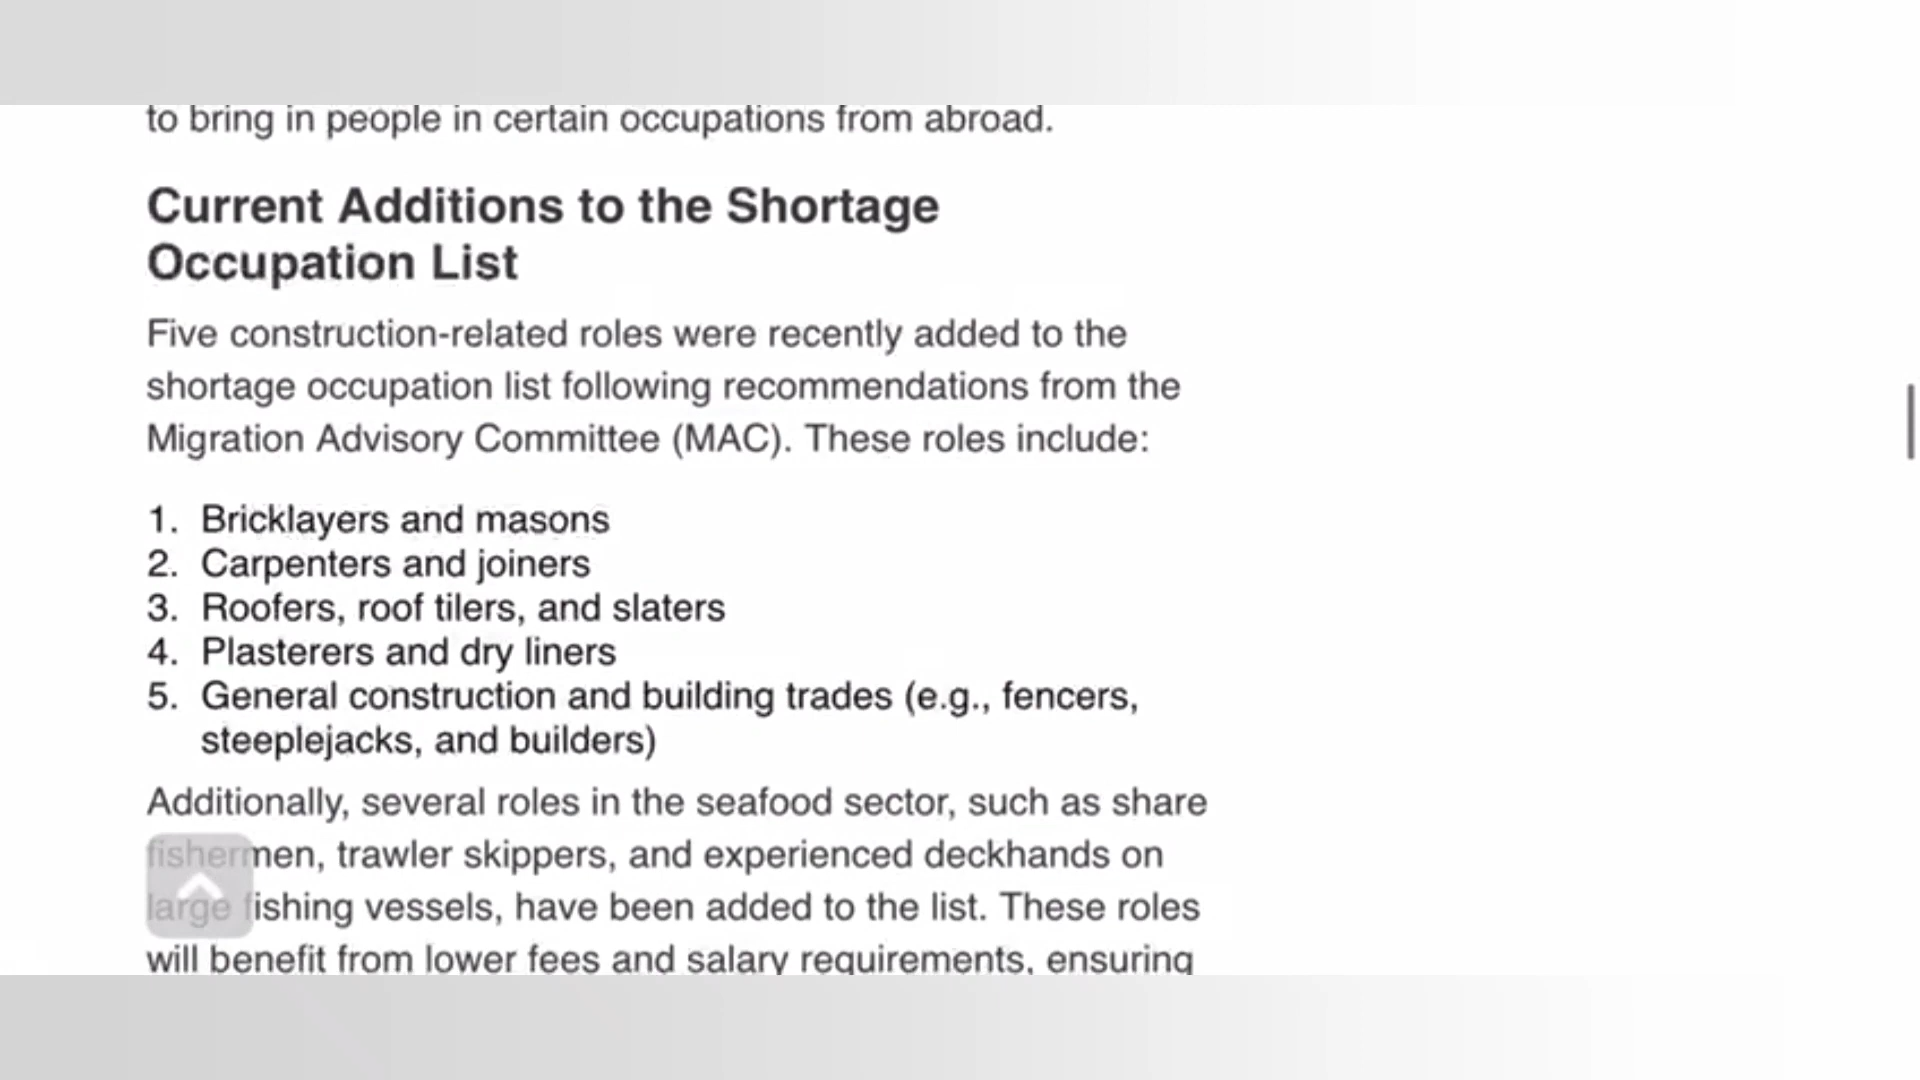 to bring in people in certain occupations from abroad.
Current Additions to the Shortage
Occupation List
Five construction-related roles were recently added to the
shortage occupation list following recommendations from the
Migration Advisory Committee (MAC). These roles include:
1. Bricklayers and masons
2. Carpenters and joiners
3. Roofers, roof tilers, and slaters
4. Plasterers and dry liners
5. General construction and building trades (e.g., fencers,
steeplejacks, and builders)
Additionally, several roles in the seafood sector, such as share
fishermen, trawler skippers, and experienced deckhands on
large fishing vessels, have been added to the list. These roles
will benefit from lower fees and salary requirements, ensuring